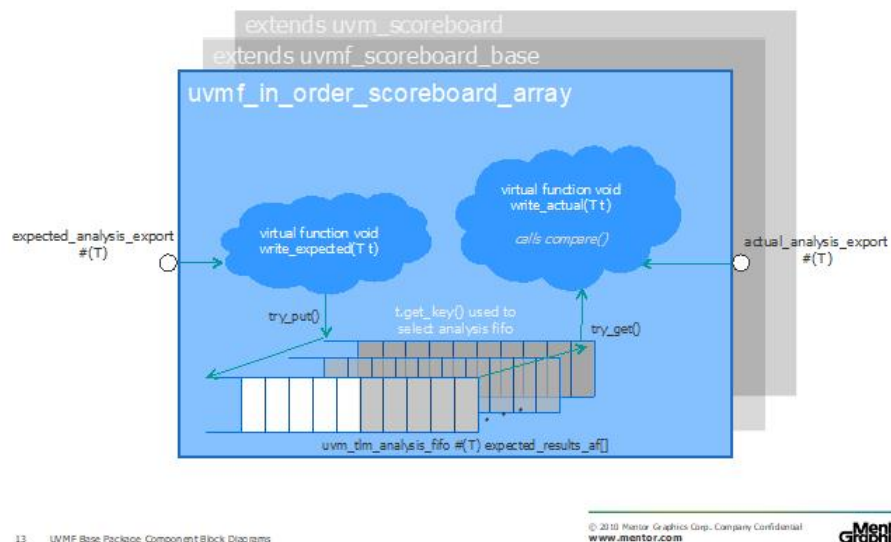 extends uvm_scoreboard
extends uvmf_scoreboard_base
uvmf_in_order_scoreboard_array
virtual function void
write_actual(T t)
calls compare()
virtual function void
write_expected(T t)
expected_analysis_export
#(T)
actual_analysis_export
#(T)
try_put()
t.get_key() used to
select analysis fifo
try_get()
uvm_tlm_analysis_fifo #(T) expected_results_af[]
© 2010 Mentor Graphics Corp. Company Confidential
www.mentor.com
13 UVMF Base Package Component Block Diagrams
Ment
Graphi